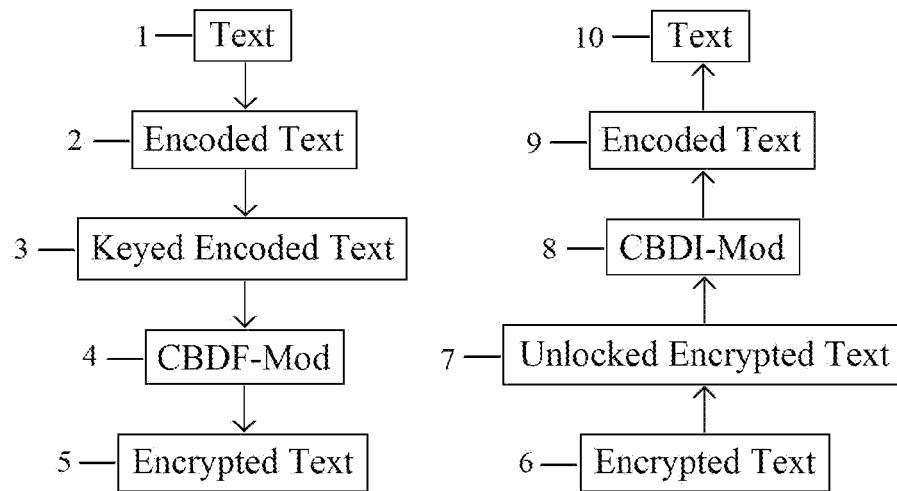 1 Text
2 Encoded Text
3 Keyed Encoded Text
4 CBDF-Mod
5 Encrypted Text
10 Text
9 Encoded Text
8 CBDI-Mod
7 Unlocked Encrypted Text
6 Encrypted Text